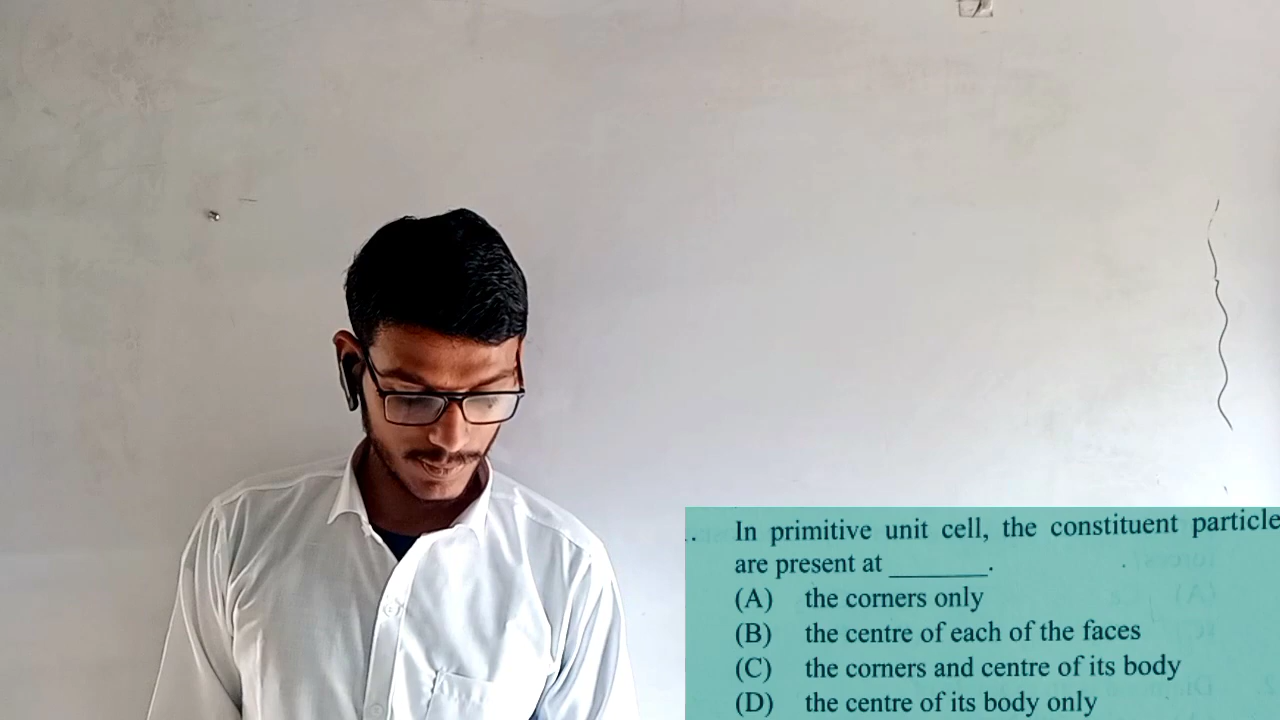 . In primitive unit cell, the constituent particle
are present at _______.
(A) the corners only
(B) the centre of each of the faces
(C) the corners and centre of its body
(D) the centre of its body only